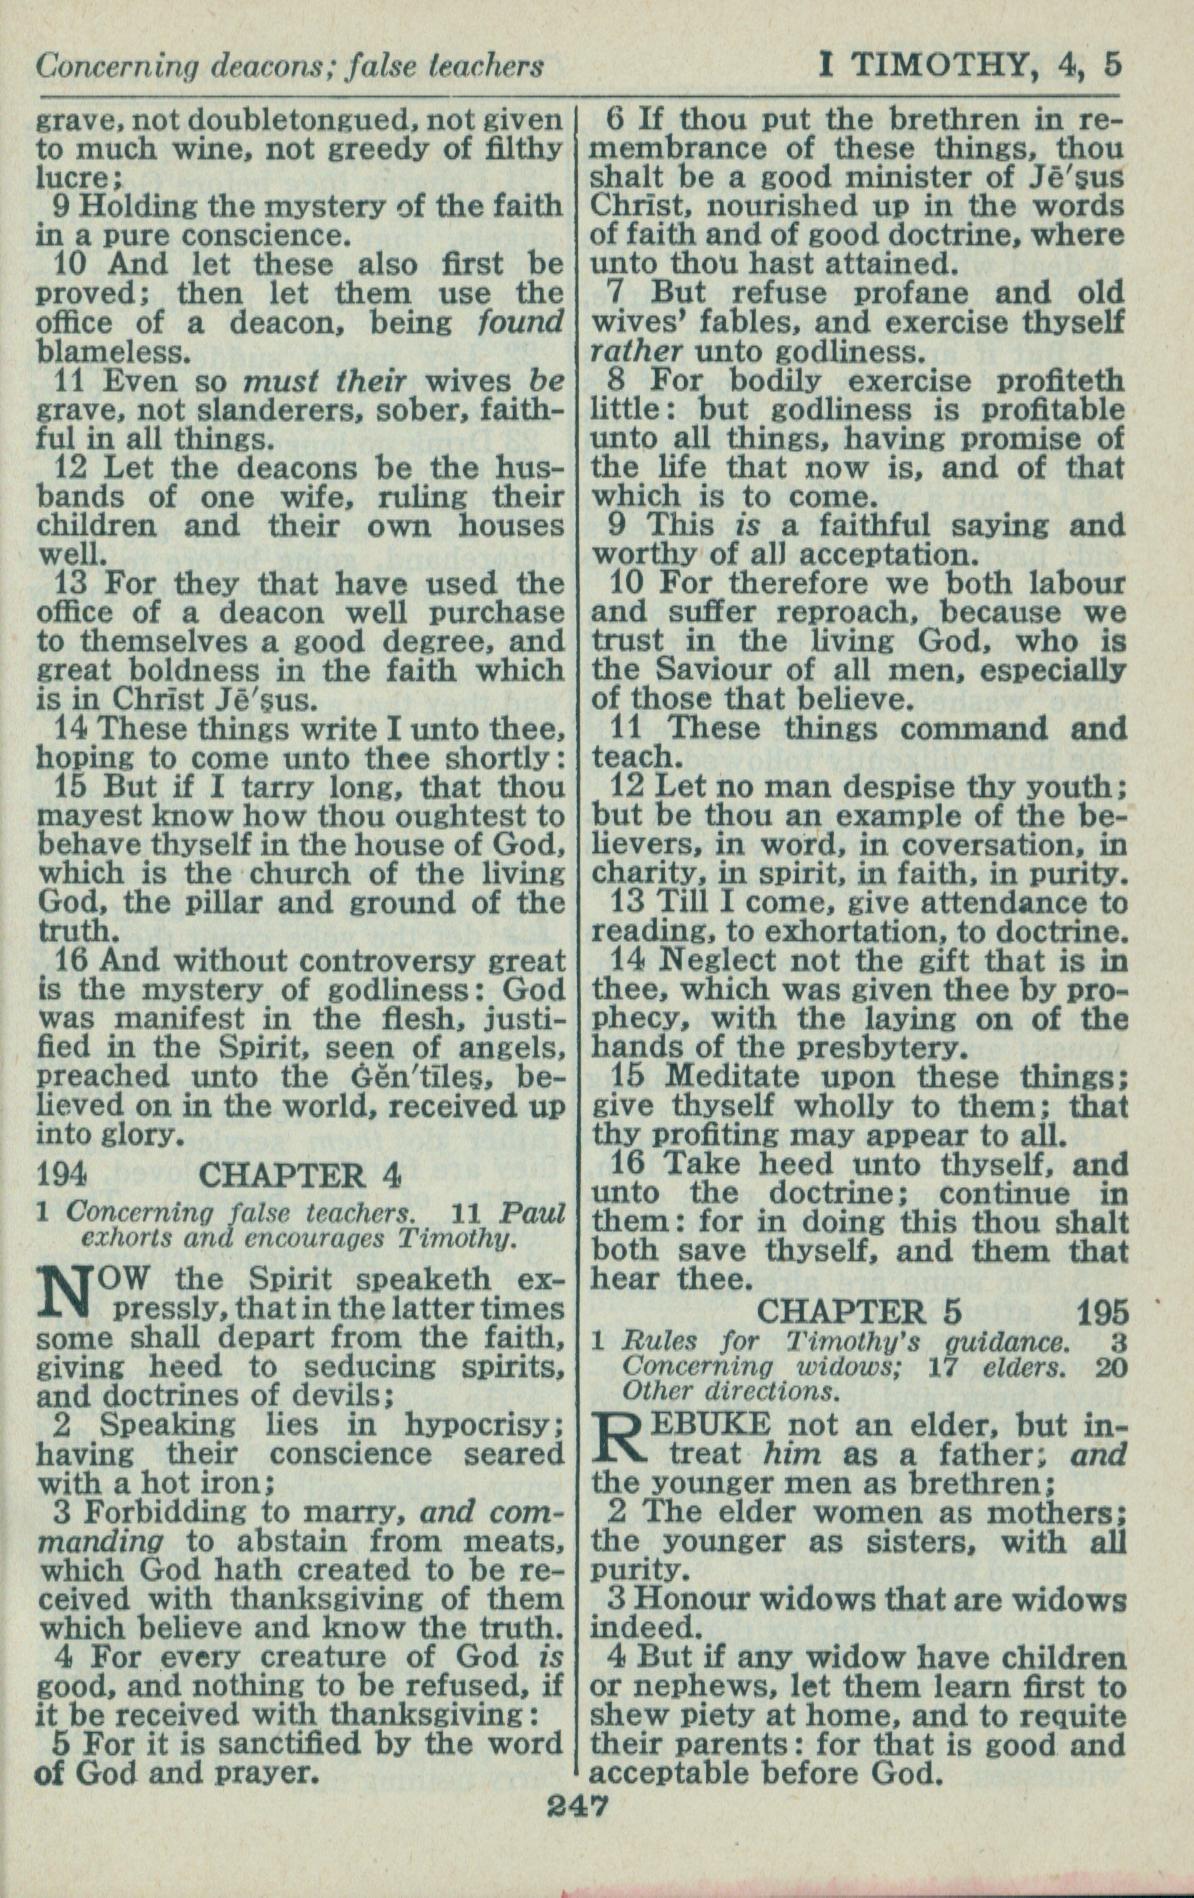 Concerning deacons; false teachers
I TIMOTHY, 4, 5
grave, not doubletongued, not given
to much wine, not greedy of filthy
lucre;
9 Holding the mystery of the faith
in a pure conscience.
10 And let these also first be
proved; then let them use the
office of a deacon, being found
blameless.
11 Even so must their wives be
grave, not slanderers, sober, faith-
ful in all things.
12 Let the deacons be the hus-
bands of one wife, ruling their
children and their own houses
well.
13 For they that have used the
office of a deacon well purchase
to themselves a good degree, and
great boldness in the faith which
is in Chrīst Jē′ṣus.
14 These things write I unto thee,
hoping to come unto thee shortly:
15 But if I tarry long, that thou
mayest know how thou oughtest to
behave thyself in the house of God,
which is the church of the living
God, the pillar and ground of the
truth.
16 And without controversy great
is the mystery of godliness: God
was manifest in the flesh, justi-
fied in the Spirit, seen of angels,
preached unto the Ġĕn′tīleṣ, be-
lieved on in the world, received up
into glory.
194 CHAPTER 4
1 Concerning false teachers. 11 Paul
exhorts and encourages Timothy.
NOW the Spirit speaketh ex-
pressly, that in the latter times
some shall depart from the faith,
giving heed to seducing spirits,
and doctrines of devils;
2 Speaking lies in hypocrisy;
having their conscience seared
with a hot iron;
3 Forbidding to marry, and com-
manding to abstain from meats,
which God hath created to be re-
ceived with thanksgiving of them
which believe and know the truth.
4 For every creature of God is
good, and nothing to be refused, if
it be received with thanksgiving:
5 For it is sanctified by the word
of God and prayer.
6 If thou put the brethren in re-
membrance of these things, thou
shalt be a good minister of Jē′ṣus
Chrīst, nourished up in the words
of faith and of good doctrine, where
unto thou hast attained.
7 But refuse profane and old
wives' fables, and exercise thyself
rather unto godliness.
8 For bodily exercise profiteth
little: but godliness is profitable
unto all things, having promise of
the life that now is, and of that
which is to come.
9 This is a faithful saying and
worthy of all acceptation.
10 For therefore we both labour
and suffer reproach, because we
trust in the living God, who is
the Saviour of all men, especially
of those that believe.
11 These things command and
teach.
12 Let no man despise thy youth;
but be thou an example of the be-
lievers, in word, in coversation, in
charity, in spirit, in faith, in purity.
13 Till I come, give attendance to
reading, to exhortation, to doctrine.
14 Neglect not the gift that is in
thee, which was given thee by pro-
phecy, with the laying on of the
hands of the presbytery.
15 Meditate upon these things;
give thyself wholly to them; that
thy profiting may appear to all.
16 Take heed unto thyself, and
unto the doctrine; continue in
them: for in doing this thou shalt
both save thyself, and them that
hear thee.
CHAPTER 5 195
1 Rules for Timothy's guidance. 3
Concerning widows; 17 elders. 20
Other directions.
REBUKE not an elder, but in-
treat him as a father; and
the younger men as brethren;
2 The elder women as mothers;
the younger as sisters, with all
purity.
3 Honour widows that are widows
indeed.
4 But if any widow have children
or nephews, let them learn first to
shew piety at home, and to requite
their parents: for that is good and
acceptable before God.
247